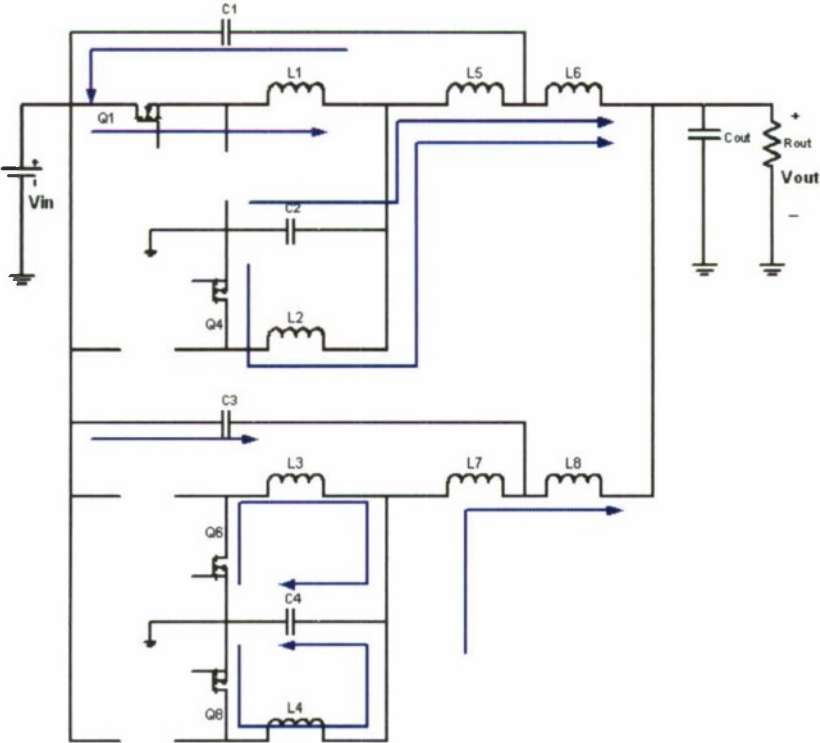 C1
L1
L5
L6
Q1
+
Cout
Rout
+
-
Vin
Vout
C2
–
Q4
L2
C3
L3
L7
L8
Q6
C4
Q8
L4